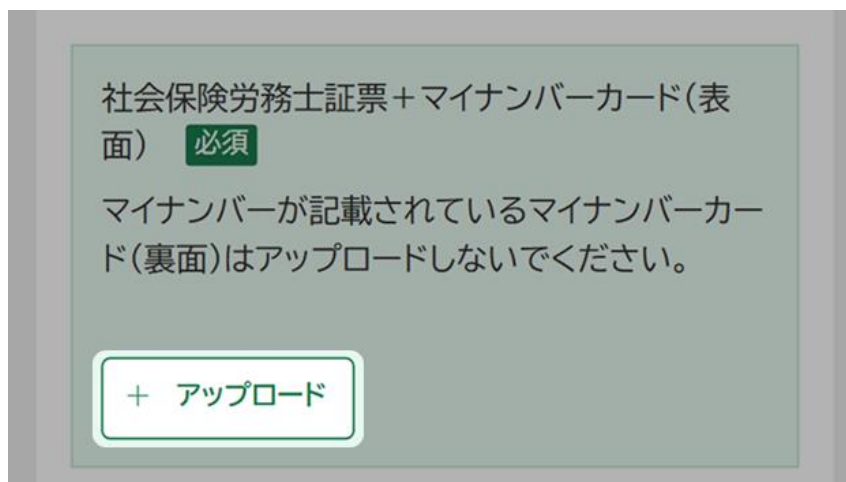 社会保険労務士証票+マイナンバーカード(表
面) 必須
マイナンバーが記載されているマイナンバーカー
ド(裏面)はアップロードしないでください。
+ アップロード